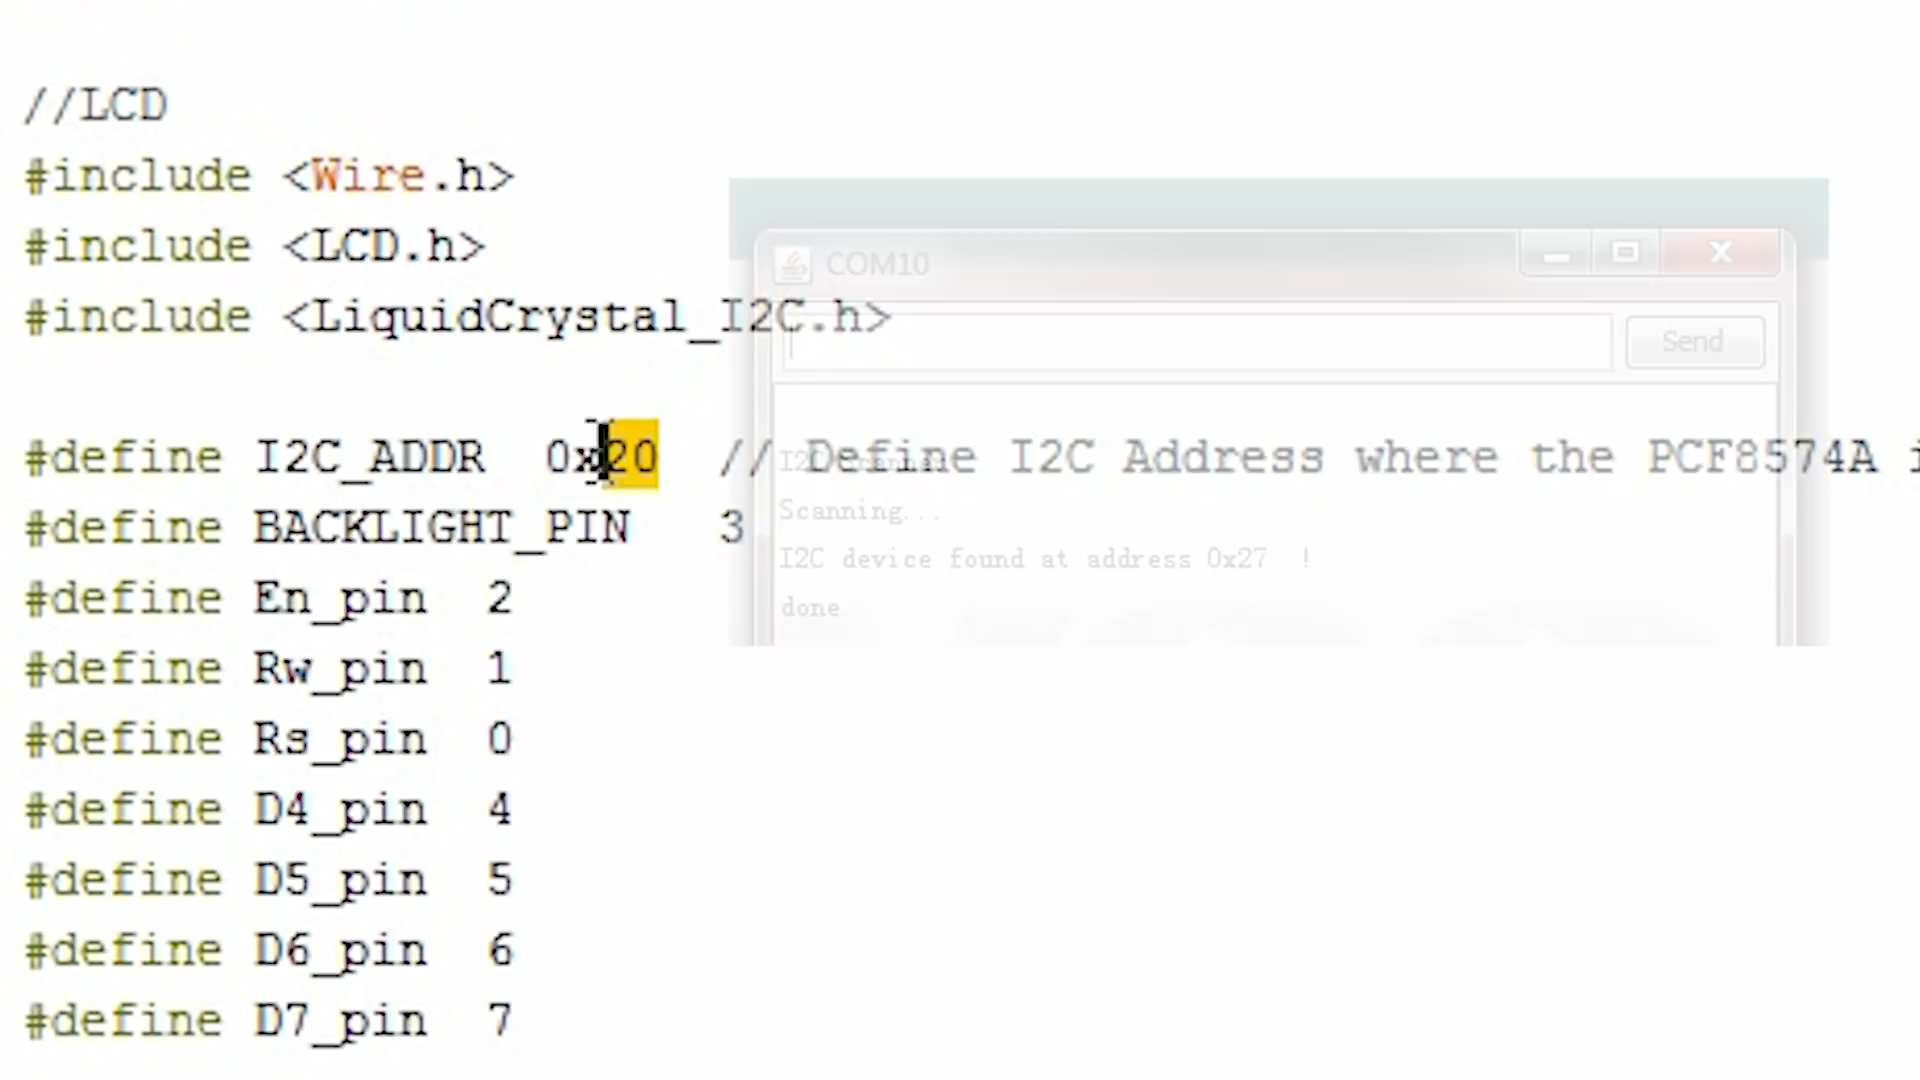 //LCD
#include <Wire.h>
#include <LCD.h>
#include <LiquidCrystal_I2C.h>
#define I2C_ADDR 0x20 // Define I2C Address where the PCF8574A i
#define BACKLIGHT_PIN 3
#define En_pin 2
#define Rw_pin 1
#define Rs_pin 0
#define D4_pin 4
#define D5_pin 5
#define D6_pin 6
#define D7_pin 7
COM10
Send
Scanning...
I2C device found at address 0x27 !
done